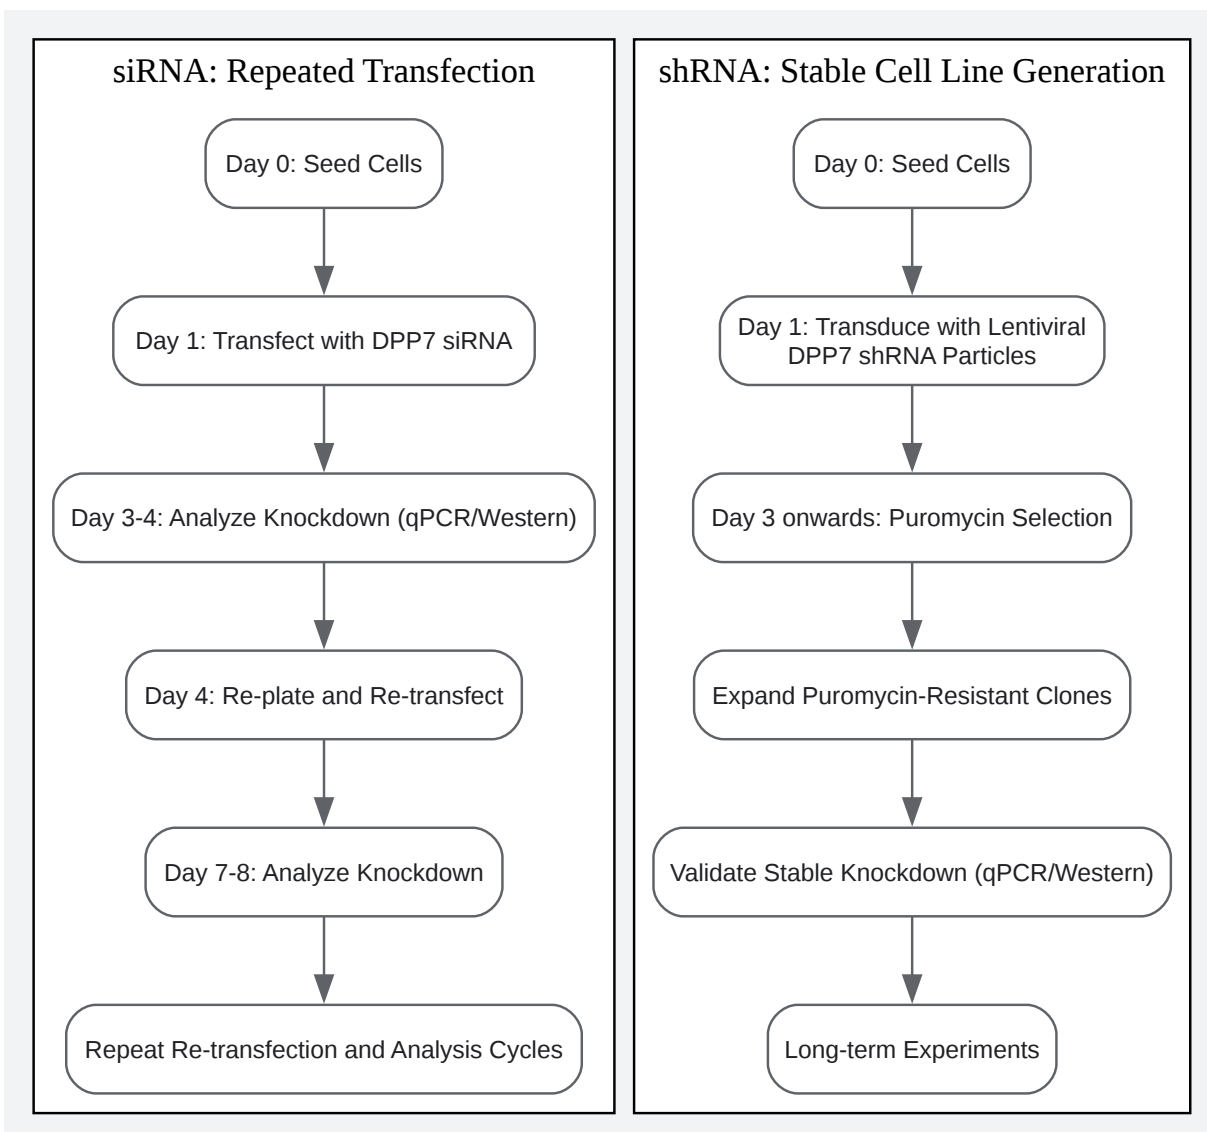 siRNA: Repeated Transfection
Day 0: Seed Cells
Day 1: Transfect with DPP7 siRNA
Day 3-4: Analyze Knockdown (qPCR/Western)
Day 4: Re-plate and Re-transfect
Day 7-8: Analyze Knockdown
Repeat Re-transfection and Analysis Cycles
shRNA: Stable Cell Line Generation
Day 0: Seed Cells
Day 1: Transduce with Lentiviral
DPP7 shRNA Particles
Day 3 onwards: Puromycin Selection
Expand Puromycin-Resistant Clones
Validate Stable Knockdown (qPCR/Western)
Long-term Experiments